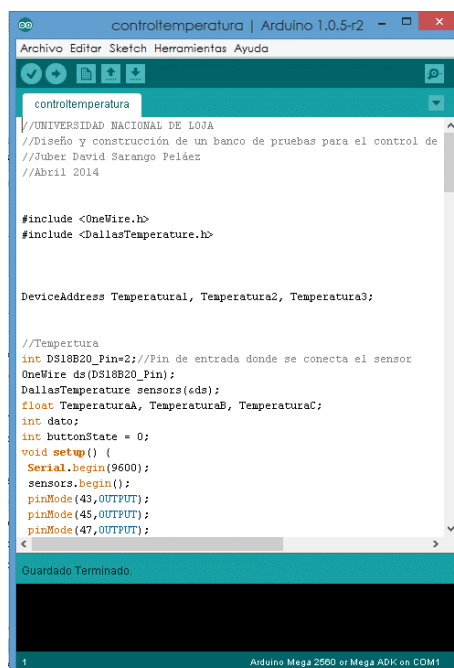 controltemperatura | Arduino 1.0.5-r2
Archivo Editar Sketch Herramientas Ayuda
controltemperatura
//UNIVERSIDAD NACIONAL DE LOJA
//Diseño y construcción de un banco de pruebas para el control de
//Juber David Sarango Peláez
//Abril 2014
#include <OneWire.h>
#include <DallasTemperature.h>
DeviceAddress Temperatura1, Temperatura2, Temperatura3;
//Tempertura
int DS18B20_Pin=2;//Pin de entrada donde se conecta el sensor
OneWire ds(DS18B20_Pin);
DallasTemperature sensors(&ds);
float TemperaturaA, TemperaturaB, TemperaturaC;
int dato;
int buttonState = 0;
void setup() {
Serial.begin(9600);
sensors.begin();
pinMode(43,OUTPUT);
pinMode(45,OUTPUT);
pinMode(47,OUTPUT);
Guardado Terminado.
1 Arduino Mega 2560 or Mega ADK on COM1